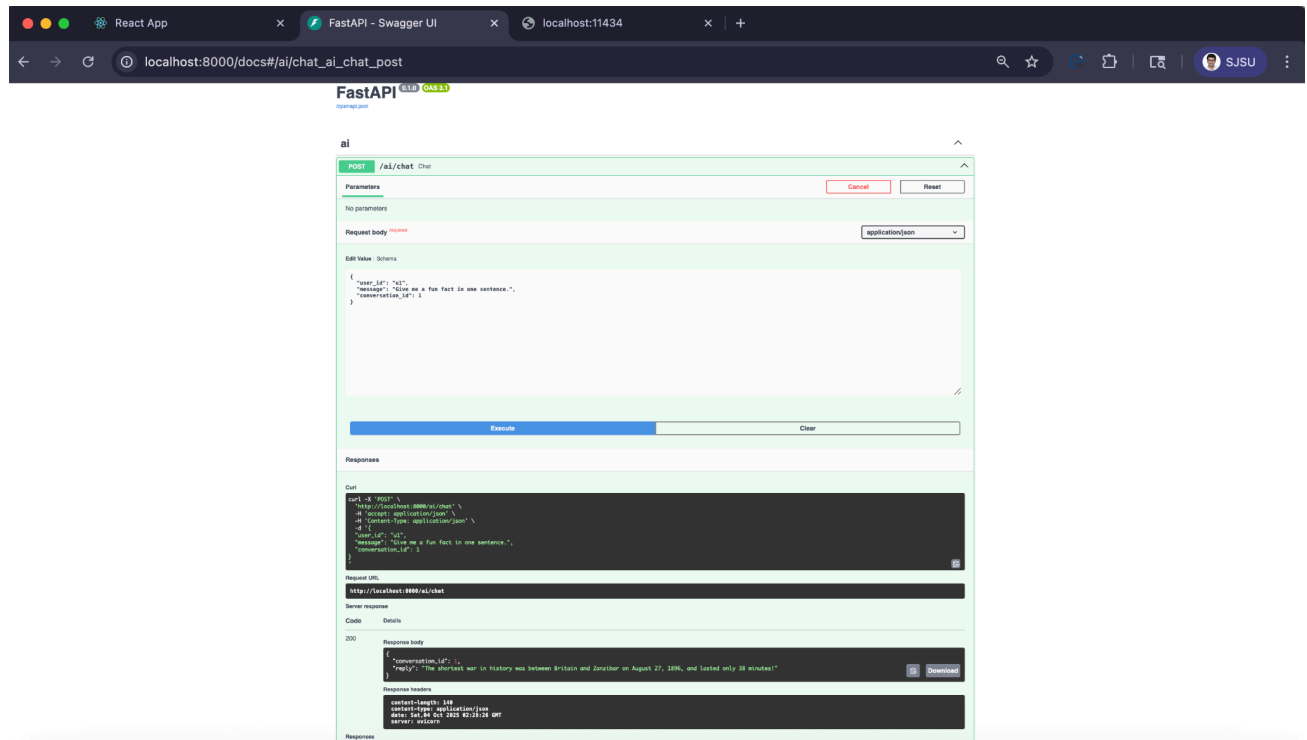 React App
FastAPI - Swagger UI
localhost:11434
localhost:8000/docs#/ai/chat_ai_chat_post
SJSU
FastAPI 0.1.0 OAS 3.1
/openapi.json
ai
POST /ai/chat Chat
Parameters
Cancel
Reset
No parameters
Request body required
application/json
Edit Value | Schema
{
"user_id": "u1",
"message": "Give me a fun fact in one sentence.",
"conversation_id": 1
}
Execute
Clear
Responses
Curl
curl -X 'POST' \
'http://localhost:8000/ai/chat' \
-H 'accept: application/json' \
-H 'Content-Type: application/json' \
-d '{
"user_id": "u1",
"message": "Give me a fun fact in one sentence.",
"conversation_id": 1
}
'
Request URL
http://localhost:8000/ai/chat
Server response
Code Details
200
Response body
{
"conversation_id": 1,
"reply": "The shortest war in history was between Britain and Zanzibar on August 27, 1896, and lasted only 38 minutes!"
}
Download
Response headers
content-length: 140
content-type: application/json
date: Sat,04 Oct 2025 02:28:28 GMT
server: uvicorn
Responses